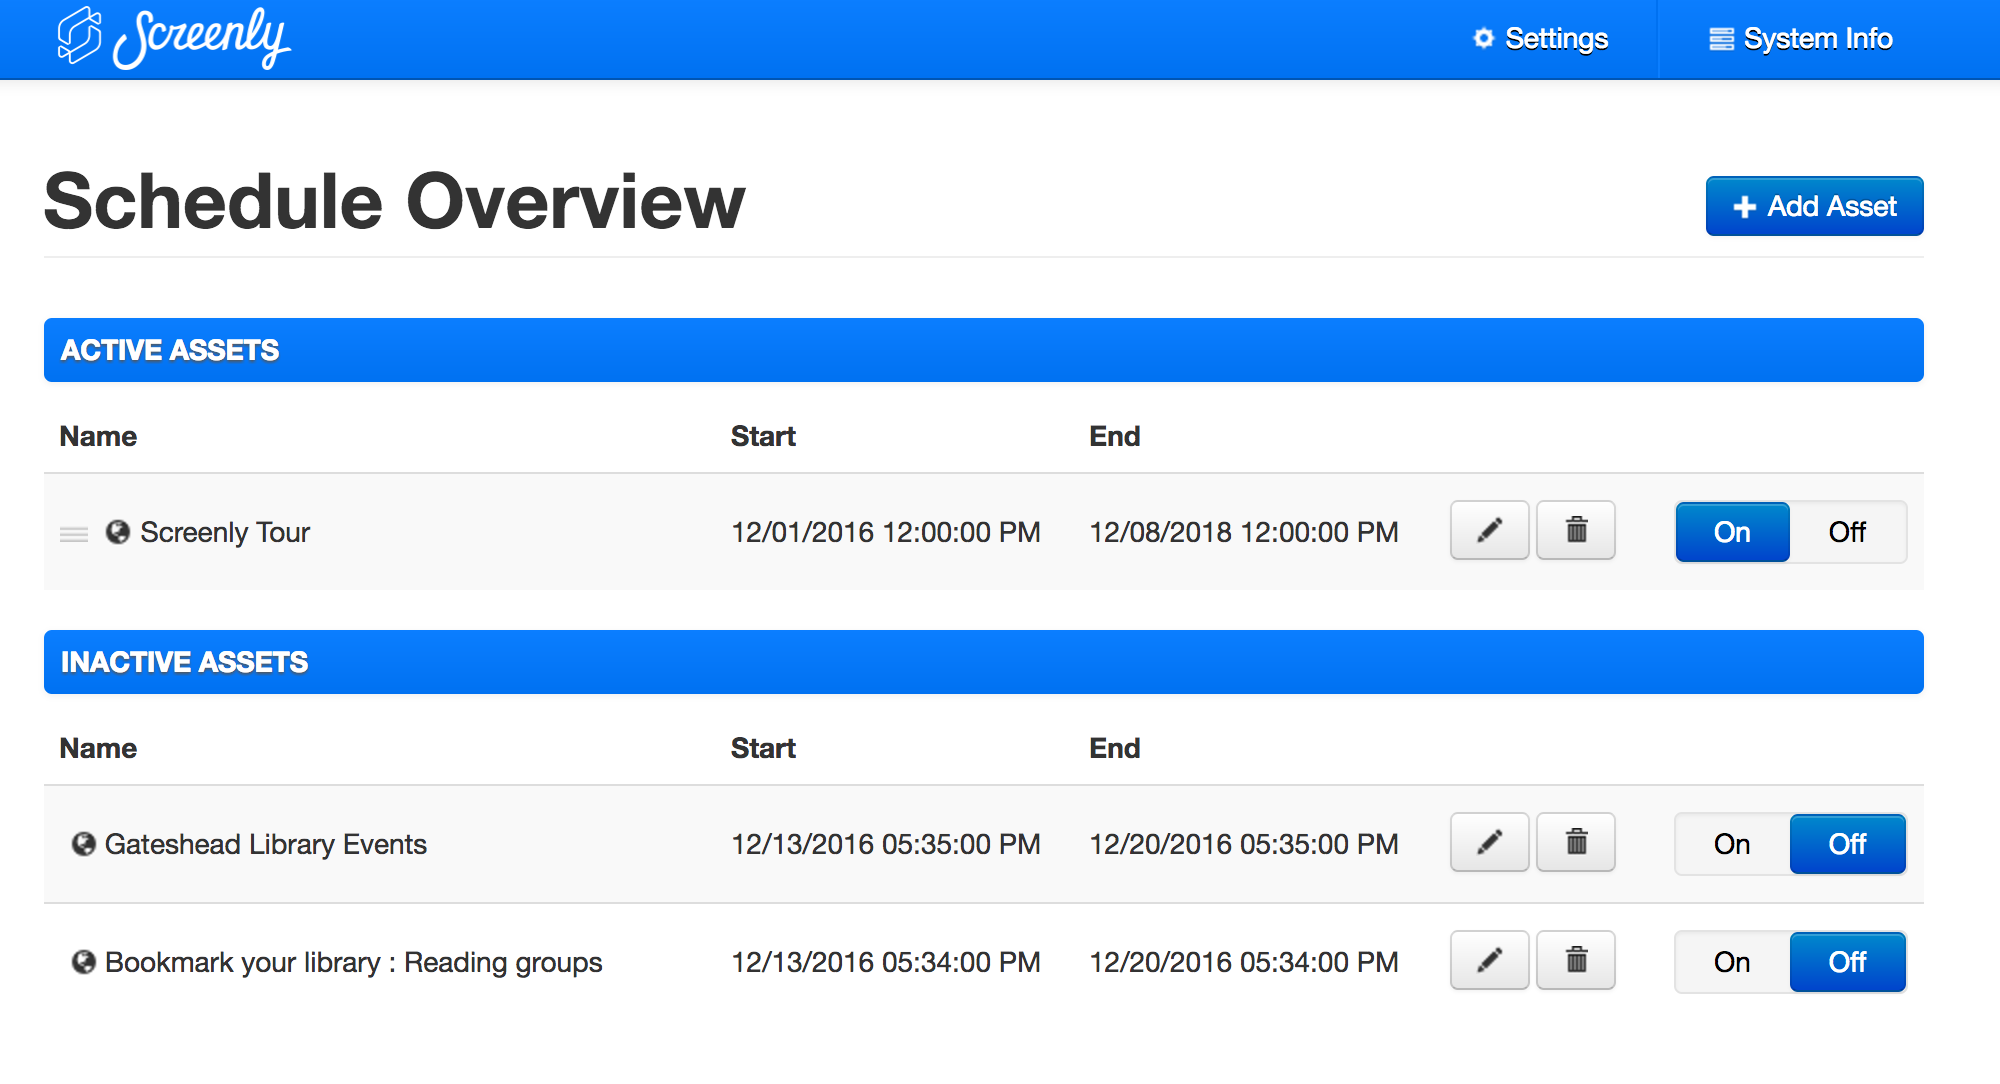 Screenly Settings System Info
Schedule Overview
Add Asset
ACTIVE ASSETS
Name Start End
Screenly Tour 12/01/2016 12:00:00 PM 12/08/2018 12:00:00 PM On Off
INACTIVE ASSETS
Name Start End
Gateshead Library Events 12/13/2016 05:35:00 PM 12/20/2016 05:35:00 PM On Off
Bookmark your library : Reading groups 12/13/2016 05:34:00 PM 12/20/2016 05:34:00 PM On Off